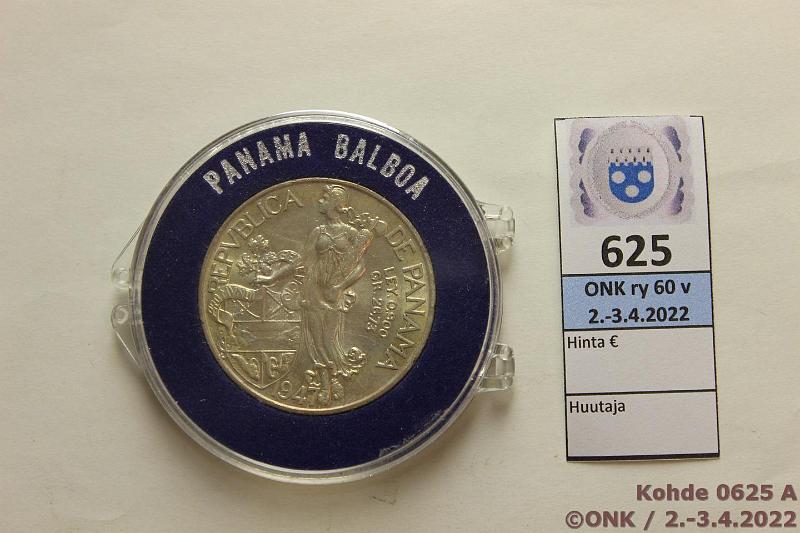 PANAMA BALBOA
REPVBLICA DE PANAMA
LEY 0.900
GR. 26.73
1947
625
ONK ry 60 v
2.-3.4.2022
Hinta €
Huutaja
Kohde 0625 A
©ONK / 2.-3.4.2022